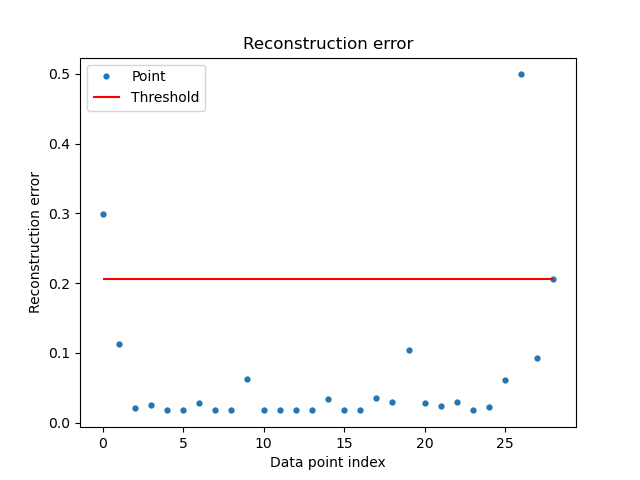 Reconstruction error
Point
Threshold
0.5
0.4
0.3
0.2
0.1
0.0
Reconstruction error
0
5
10
15
20
25
Data point index